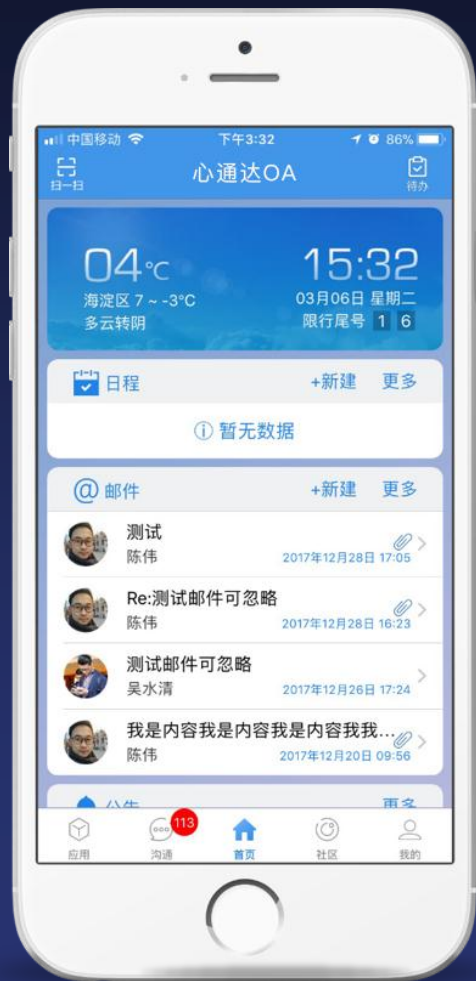 中国移动 下午3:32 86%
扫一扫 心通达OA 待办
04℃ 15:32
海淀区 7 ~ -3°C 03月06日 星期二
多云转阴 限行尾号 1 6
日程 +新建 更多
暂无数据
@ 邮件 +新建 更多
测试
陈伟 2017年12月28日 17:05
Re:测试邮件可忽略
陈伟 2017年12月28日 16:23
测试邮件可忽略
吴水清 2017年12月26日 17:24
我是内容我是内容我是内容我我...
陈伟 2017年12月20日 09:56
公告 更多
113
应用 沟通 首页 社区 我的